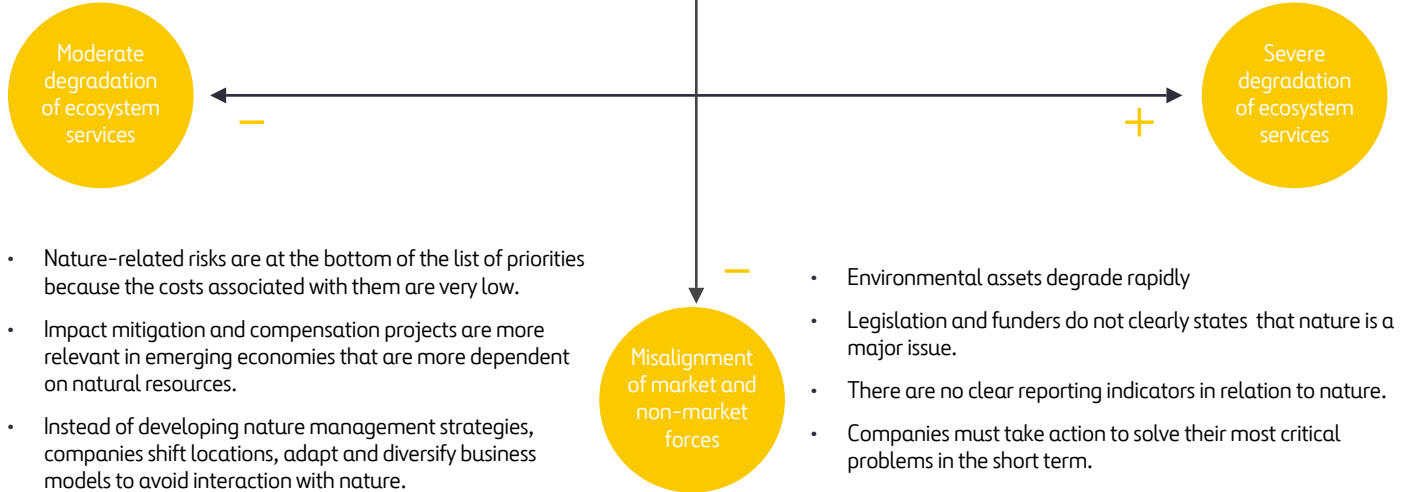 Moderate
degradation
of ecosystem
services
−
+
Severe
degradation
of ecosystem
services
• Nature-related risks are at the bottom of the list of priorities
because the costs associated with them are very low.
• Impact mitigation and compensation projects are more
relevant in emerging economies that are more dependent
on natural resources.
• Instead of developing nature management strategies,
companies shift locations, adapt and diversify business
models to avoid interaction with nature.
−
Misalignment
of market and
non-market
forces
• Environmental assets degrade rapidly
• Legislation and funders do not clearly states that nature is a
major issue.
• There are no clear reporting indicators in relation to nature.
• Companies must take action to solve their most critical
problems in the short term.